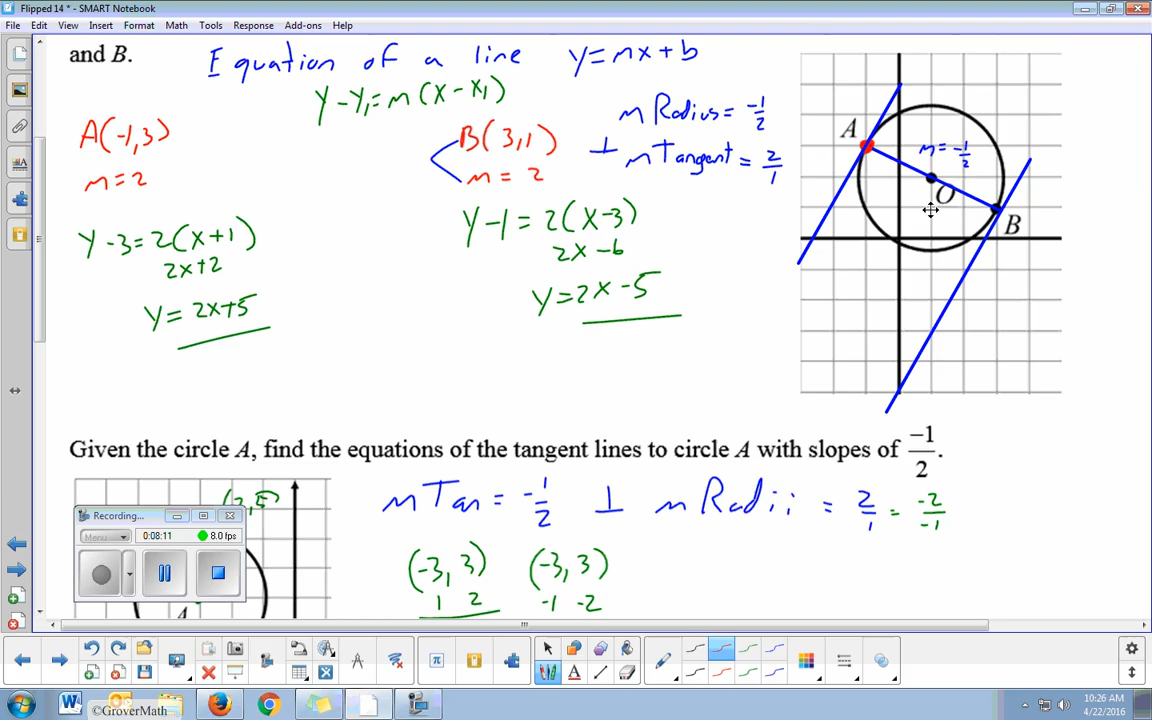 Flipped 14 * - SMART Notebook
File Edit View Insert Format Math Tools Response Add-ons Help
and B. Equation of a line y=mx+b
y-y₁=m(x-x₁)
A(-1,3)
m=2
B(3,1)
m=2
m Radius = -1/2
⊥ m Tangent = 2/1
y-3=2(x+1)
2x+2
y=2x+5
y-1=2(x-3)
2x-6
y=2x-5
A
m=-1/2
O
B
Given the circle A, find the equations of the tangent lines to circle A with slopes of -1/2.
m Tan = -1/2 ⊥ m Radii = 2/1 = -2/-1
(-3,3) (-3,3)
1 2 -1 -2
Recording...
Menu 0:08:11 8.0 fps
A
©GroverMath
10:26 AM
4/22/2016